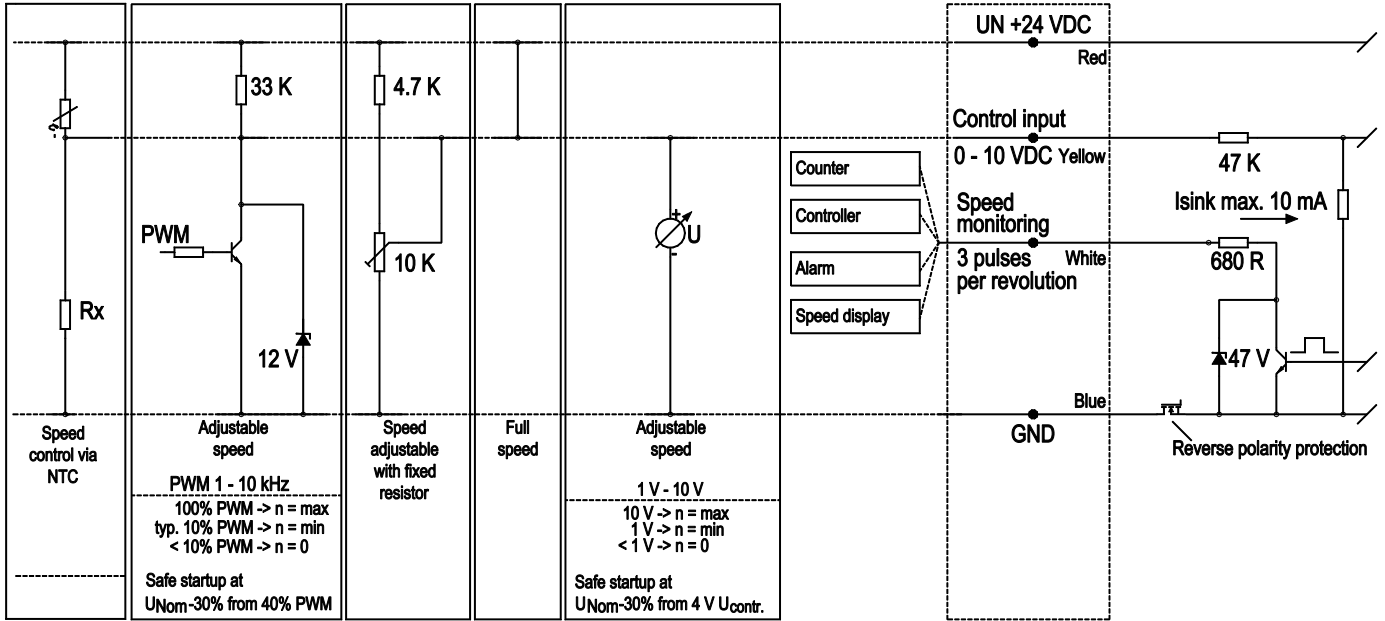 UN +24 VDC
Red
33 K
4.7 K
-ϑ
Control input
0 - 10 VDC Yellow
47 K
Counter
Controller
Alarm
Speed display
Speed
monitoring
3 pulses
per revolution
White
Isink max. 10 mA
680 R
PWM
10 K
+
U
-
Rx
12 V
47 V
Blue
GND
Reverse polarity protection
Speed
control via
NTC
Adjustable
speed
PWM 1 - 10 kHz
100% PWM -> n = max
typ. 10% PWM -> n = min
< 10% PWM -> n = 0
Safe startup at
UNom-30% from 40% PWM
Speed
adjustable
with fixed
resistor
Full
speed
Adjustable
speed
1 V - 10 V
10 V -> n = max
1 V -> n = min
< 1 V -> n = 0
Safe startup at
UNom-30% from 4 V Ucontr.